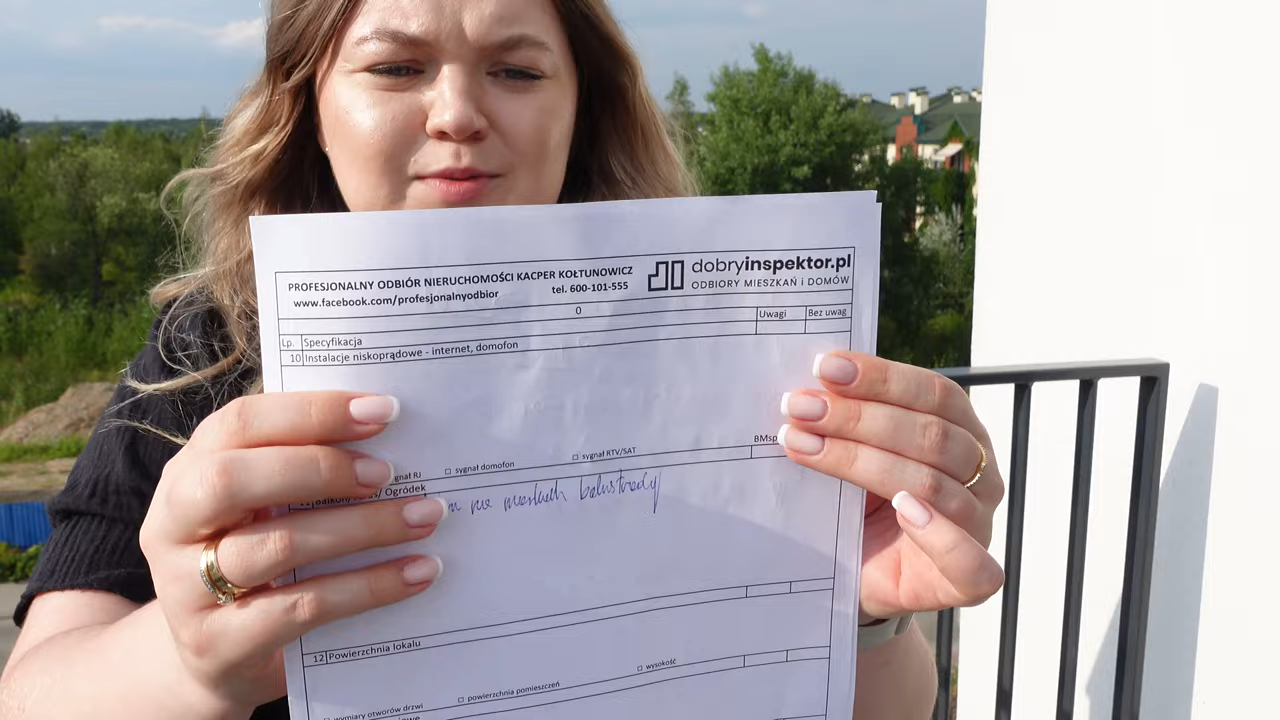 PROFESJONALNY ODBIÓR NIERUCHOMOŚCI KACPER KOŁTUNOWICZ
www.facebook.com/profesjonalnyodbior tel. 600-101-555
dobryinspektor.pl
ODBIORY MIESZKAŃ i DOMÓW
0
Uwagi Bez uwag
Lp. Specyfikacja
10 Instalacje niskoprądowe - internet, domofon
sygnał domofon sygnał RTV/SAT BMsp
Ogródek
balustrady
12 Powierzchnia lokalu
wymiary otworów drzwi powierzchnia pomieszczeń wysokość